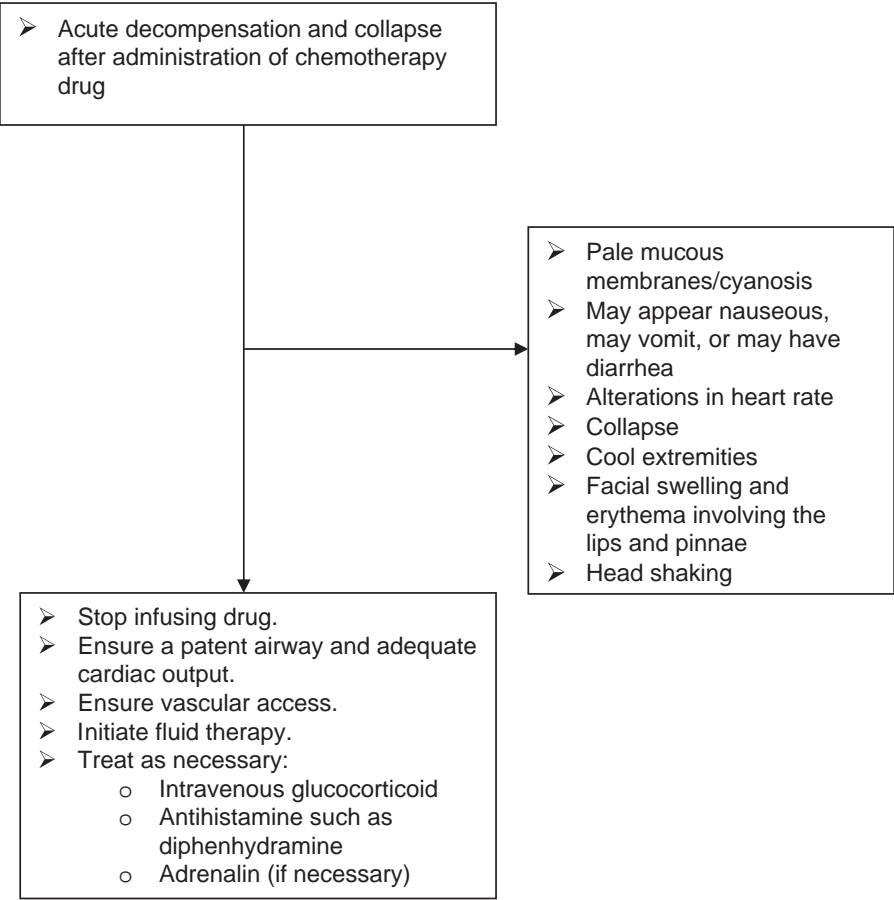 ➢ Acute decompensation and collapse
after administration of chemotherapy
drug
➢ Pale mucous
membranes/cyanosis
➢ May appear nauseous,
may vomit, or may have
diarrhea
➢ Alterations in heart rate
➢ Collapse
➢ Cool extremities
➢ Facial swelling and
erythema involving the
lips and pinnae
➢ Head shaking
➢ Stop infusing drug.
➢ Ensure a patent airway and adequate
cardiac output.
➢ Ensure vascular access.
➢ Initiate fluid therapy.
➢ Treat as necessary:
o Intravenous glucocorticoid
o Antihistamine such as
diphenhydramine
o Adrenalin (if necessary)